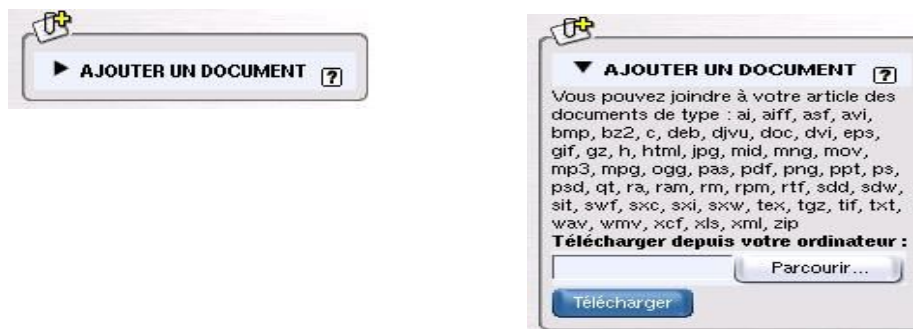 AJOUTER UN DOCUMENT ?
AJOUTER UN DOCUMENT ?
Vous pouvez joindre à votre article des
documents de type : ai, aiff, asf, avi,
bmp, bz2, c, deb, djvu, doc, dvi, eps,
gif, gz, h, html, jpg, mid, mng, mov,
mp3, mpg, ogg, pas, pdf, png, ppt, ps,
psd, qt, ra, ram, rm, rpm, rtf, sdd, sdw,
sit, swf, sxc, sxi, sxw, tex, tgz, tif, txt,
wav, wmv, xcf, xls, xml, zip
Télécharger depuis votre ordinateur :
Parcourir...
Télécharger